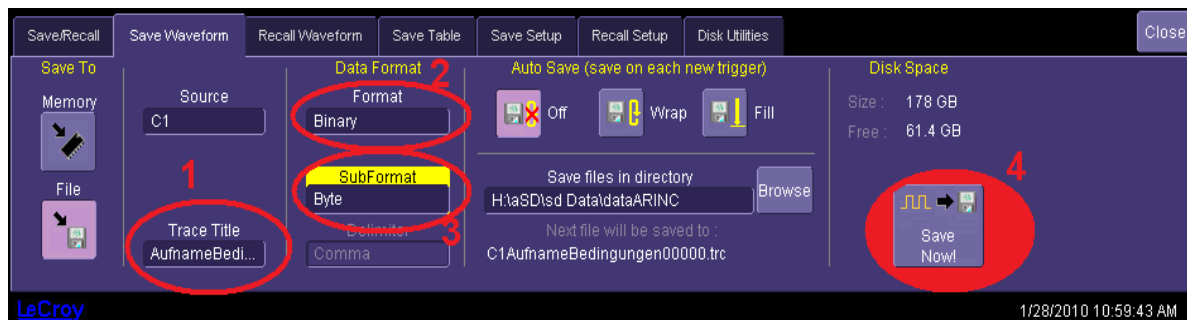 Save/Recall
Save Waveform
Recall Waveform
Save Table
Save Setup
Recall Setup
Disk Utilities
Close
Save To
Memory
File
Source
C1
1
Trace Title
AufnameBedi...
Data Format
2
Format
Binary
SubFormat
Byte
3
Delimiter
Comma
Auto Save (save on each new trigger)
Off
Wrap
Fill
Save files in directory
H:\aSD\sd Data\dataARINC
Browse
Next file will be saved to :
C1AufnameBedingungen00000.trc
Disk Space
Size : 178 GB
Free : 61.4 GB
4
Save
Now!
LeCroy
1/28/2010 10:59:43 AM